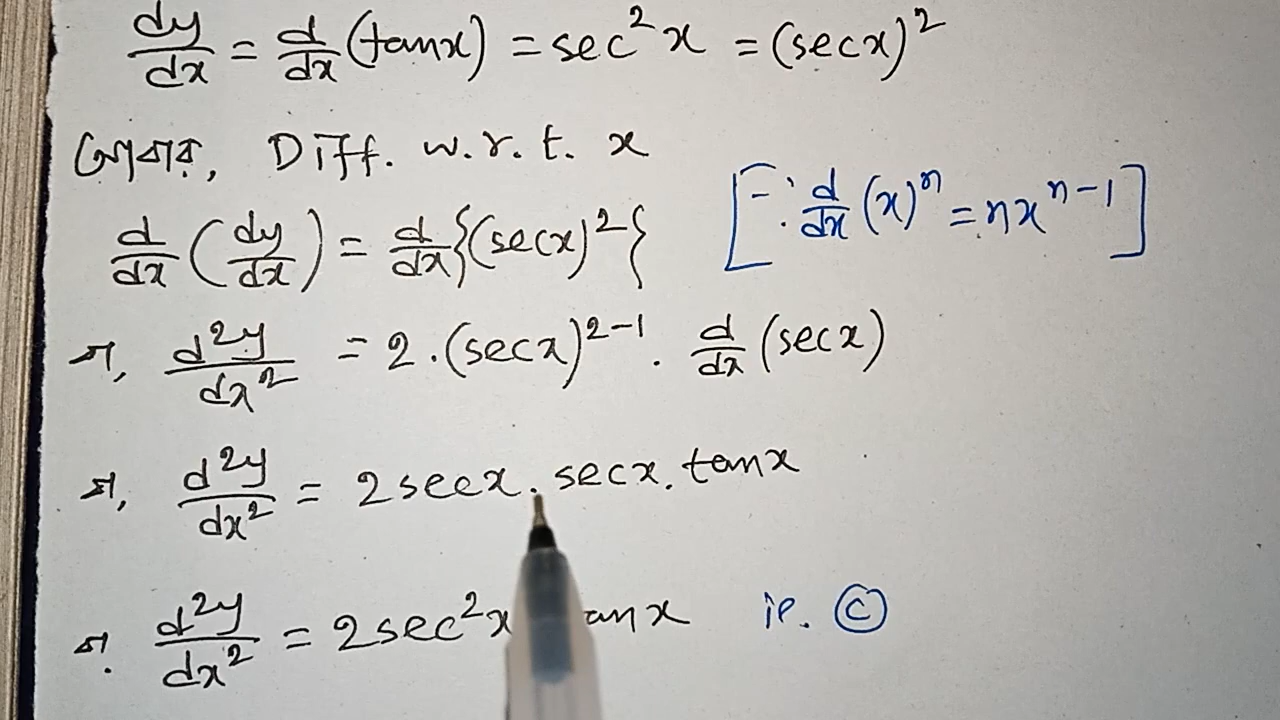 dy/dx = d/dx (tanx) = sec²x = (secx)²
আবার, Diff. w.r.t. x
d/dx (dy/dx) = d/dx {(secx)²} [∵ d/dx (x)ⁿ = nxⁿ⁻¹]
বা, d²y/dx² = 2.(secx)²⁻¹. d/dx (secx)
বা, d²y/dx² = 2secx. secx. tanx
বা, d²y/dx² = 2sec²x anx ie. Ⓒ